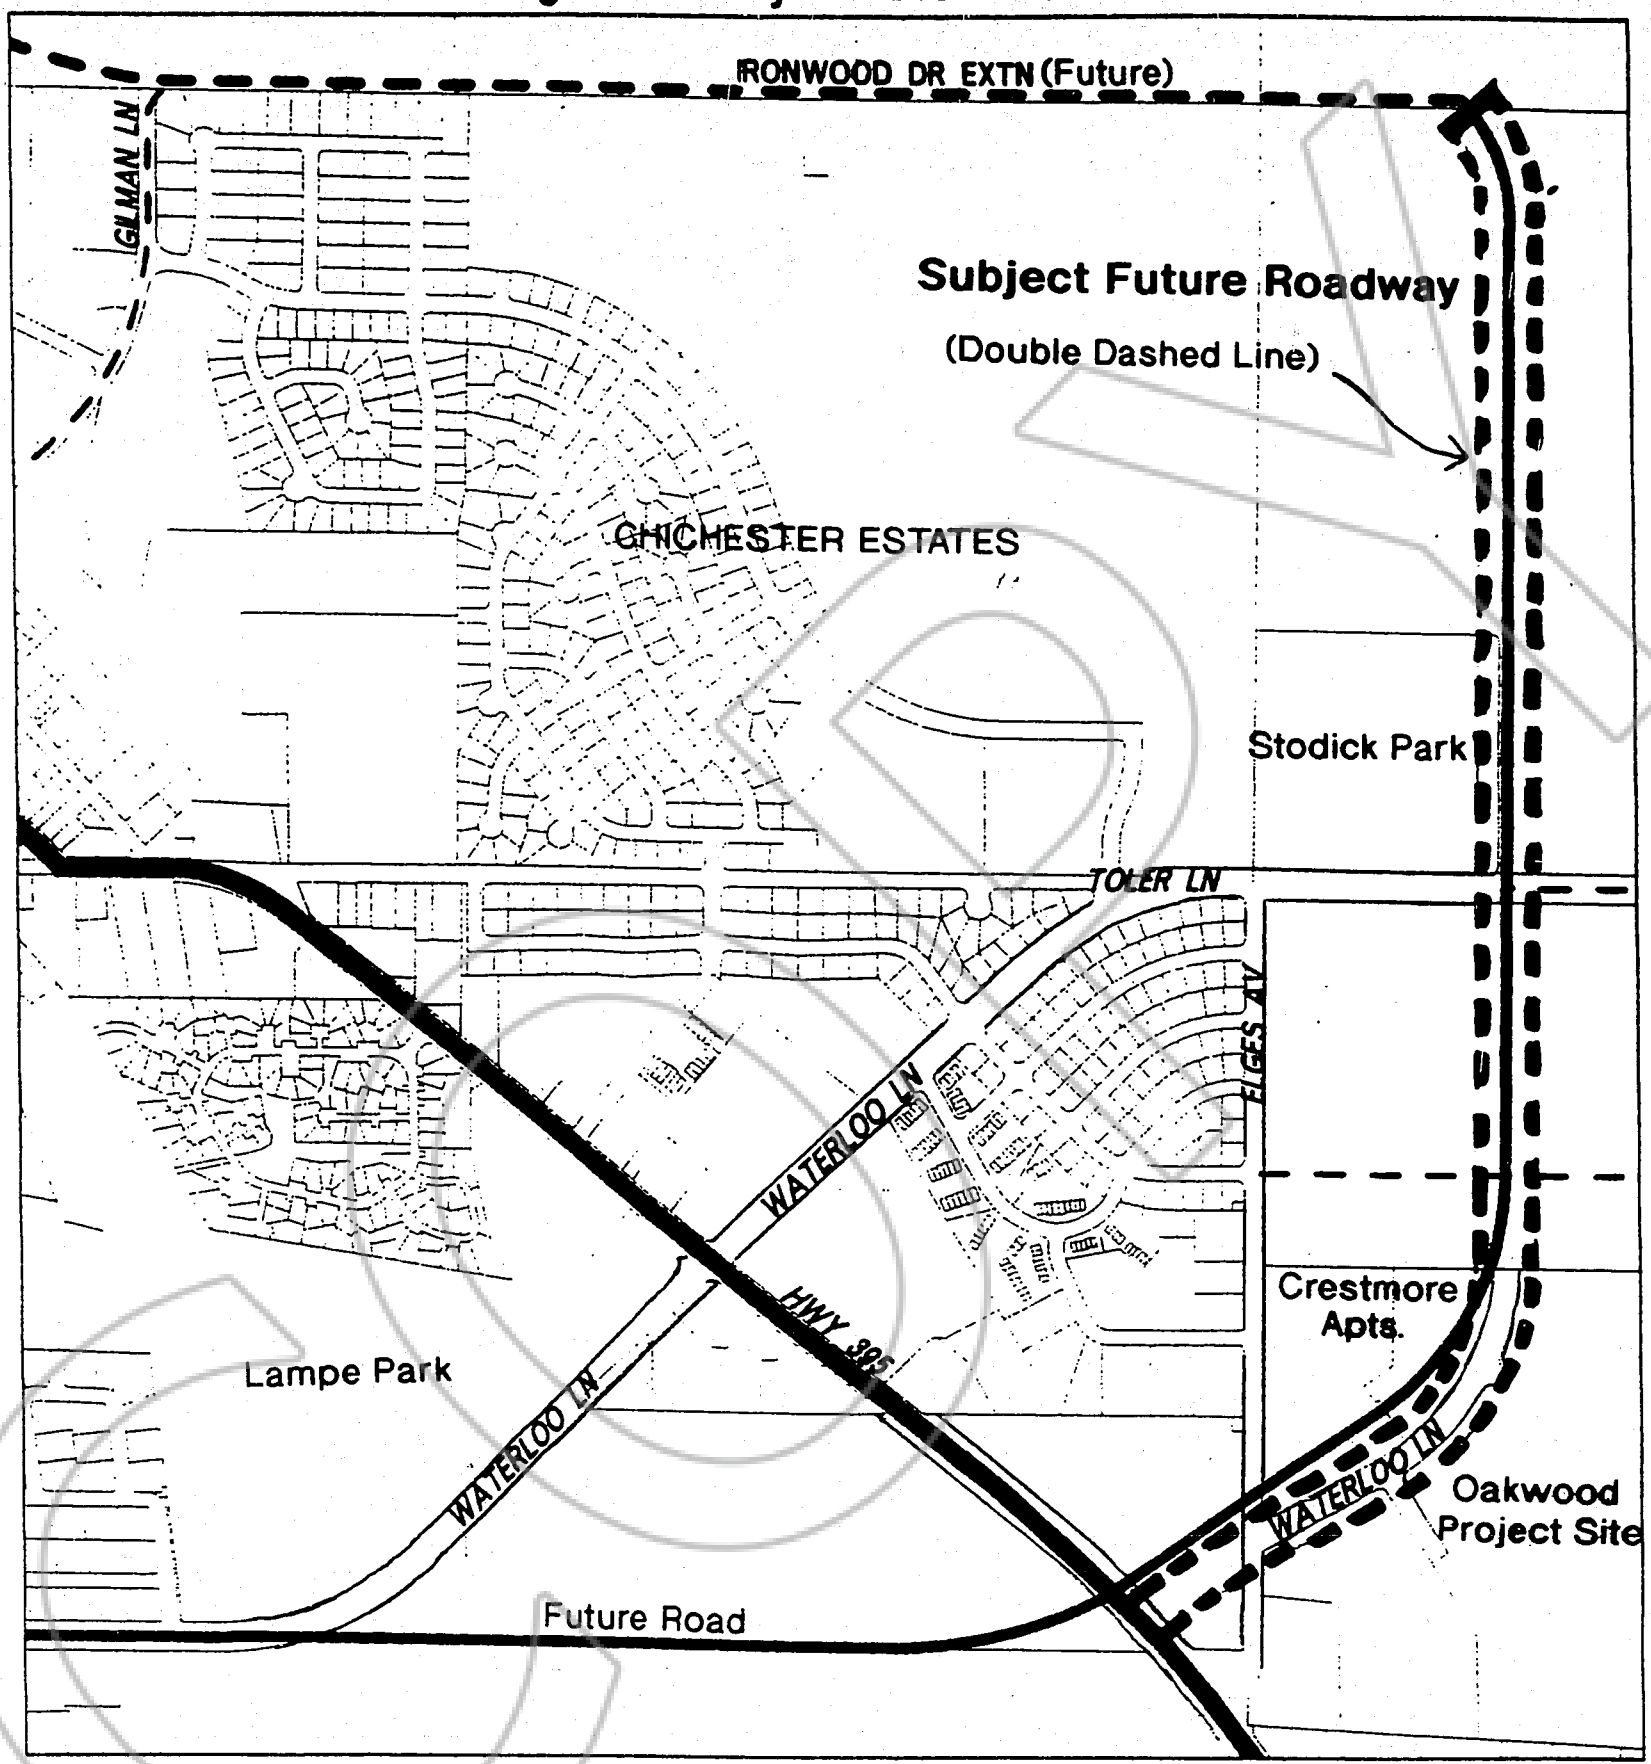 IRONWOOD DR EXTN (Future)
GILMAN LN
Subject Future Roadway
(Double Dashed Line)
CHICHESTER ESTATES
Stodick Park
TOLER LN
ELGES AV
WATERLOO LN
HWY 395
Crestmore
Apts.
Lampe Park
WATERLOO LN
WATERLOO LN
Oakwood
Project Site
Future Road
COPY